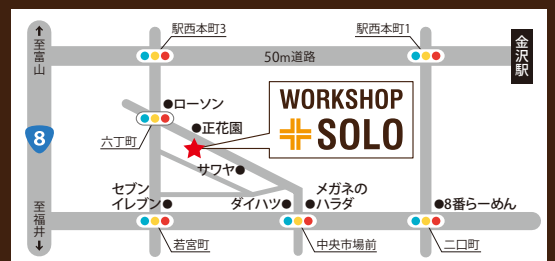 ↑至富山
駅西本町3
駅西本町1
50m道路
金沢駅
●ローソン
●正花園
六丁町
WORKSHOP
SOLO
8
サワヤ●
セブン
イレブン●
ダイハツ●
メガネの
●ハラダ
●8番らーめん
至福井↓
若宮町
中央市場前
二口町